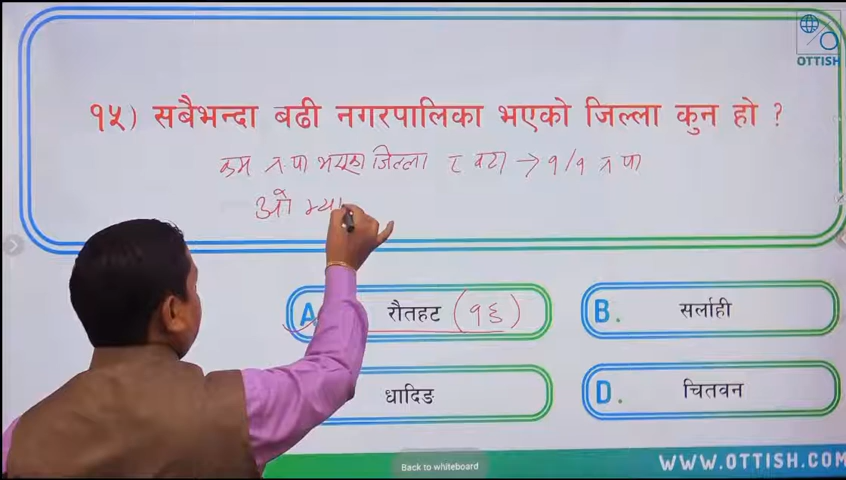 OTTISH
१५) सबैभन्दा बढी नगरपालिका भएको जिल्ला कुन हो ?
कम न पा भएका जिल्ला ८ वटा → १/१ न पा
ओ म्या
A. रौतहट (१६)
B. सर्लाही
धादिङ
D. चितवन
Back to whiteboard
WWW.OTTISH.COM